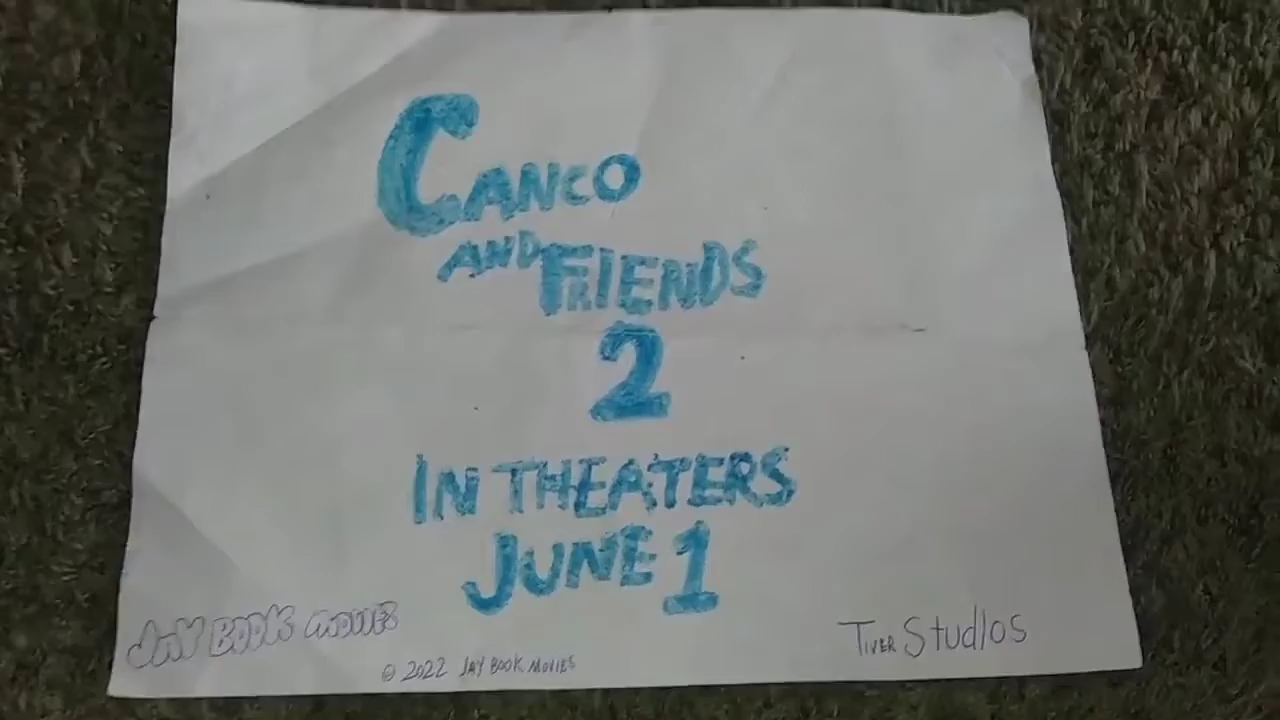 CANCO
AND FRIENDS
2
IN THEATERS
JUNE 1
JAY BOOK MOVIES
© 2022 JAY BOOK MOVIES
TIVER StudIos